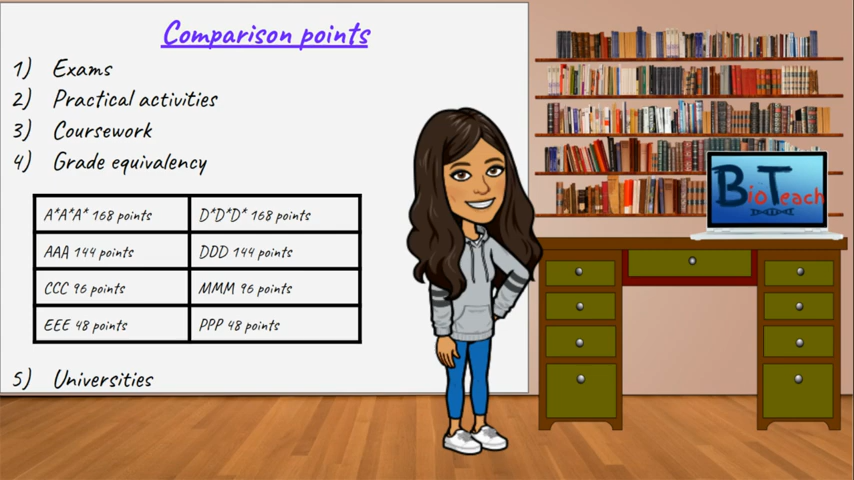 Comparison points
1) Exams
2) Practical activities
3) Coursework
4) Grade equivalency
A*A*A* 168 points D*D*D* 168 points
AAA 144 points DDD 144 points
CCC 96 points MMM 96 points
EEE 48 points PPP 48 points
5) Universities
BioTeach